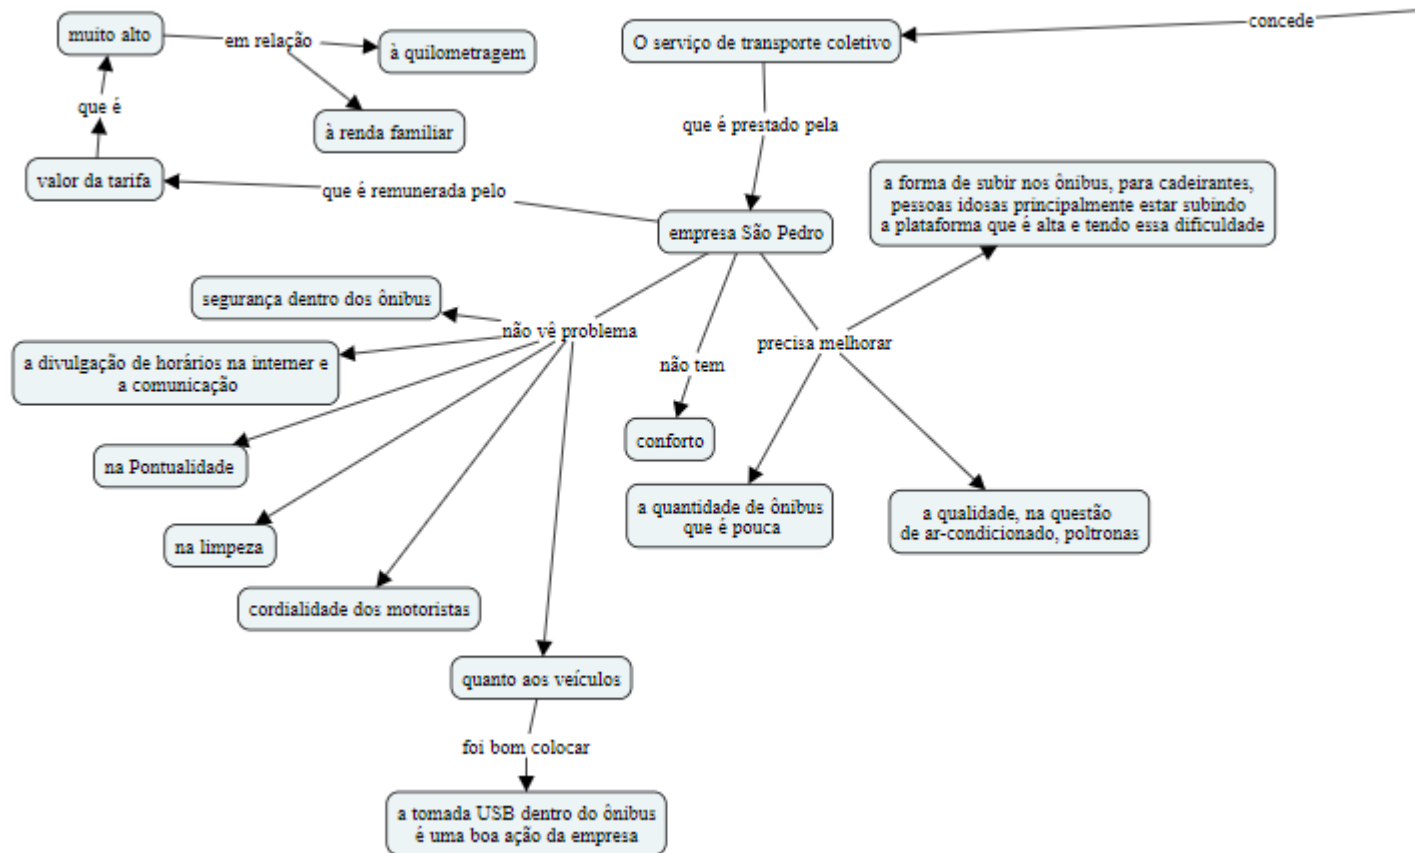 concede
muito alto
em relação
à quilometragem
O serviço de transporte coletivo
que é
à renda familiar
que é prestado pela
valor da tarifa
que é remunerada pelo
a forma de subir nos ônibus, para cadeirantes,
pessoas idosas principalmente estar subindo
a plataforma que é alta e tendo essa dificuldade
empresa São Pedro
segurança dentro dos ônibus
não vê problema
precisa melhorar
a divulgação de horários na interner e
a comunicação
não tem
conforto
na Pontualidade
a quantidade de ônibus
que é pouca
a qualidade, na questão
de ar-condicionado, poltronas
na limpeza
cordialidade dos motoristas
quanto aos veículos
foi bom colocar
a tomada USB dentro do ônibus
é uma boa ação da empresa